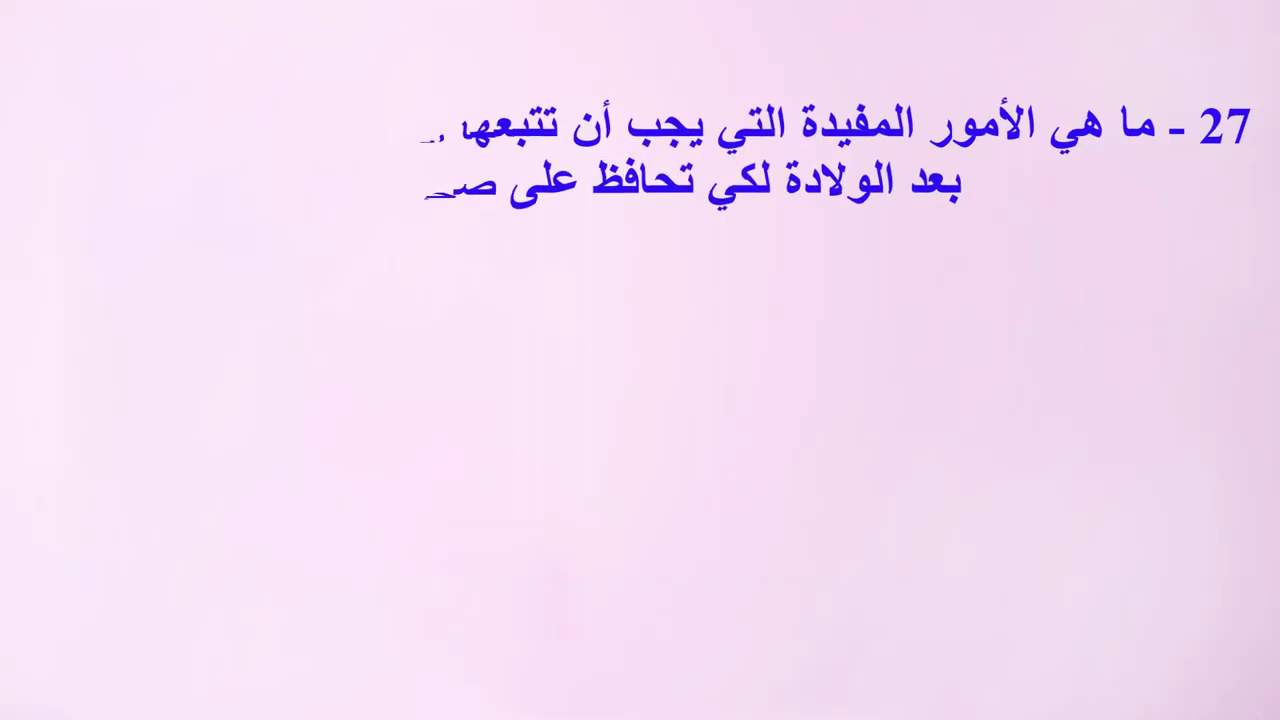 27 - ما هي الأمور المفيدة التي يجب أن تتبعها
بعد الولادة لكي تحافظ على